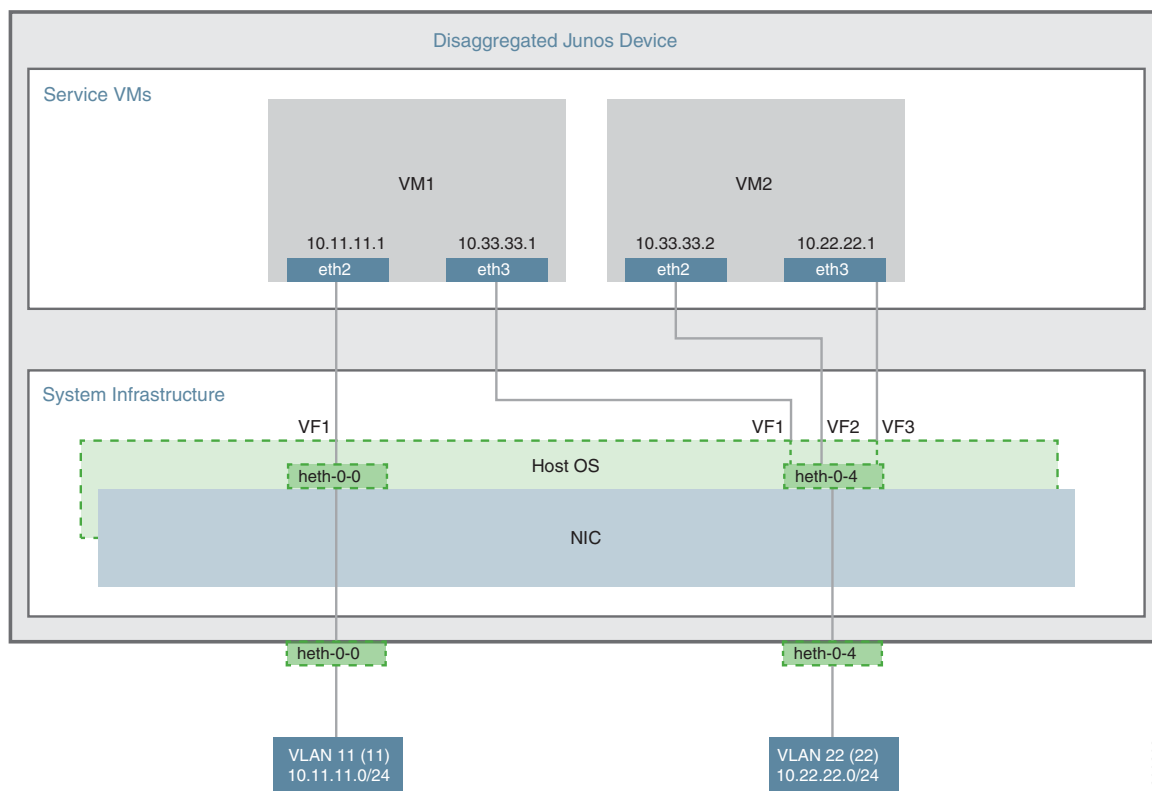 Disaggregated Junos Device
Service VMs
VM1
VM2
10.11.11.1
10.33.33.1
10.33.33.2
10.22.22.1
eth2
eth3
eth2
eth3
System Infrastructure
VF1
VF1
VF2
VF3
Host OS
heth-0-0
heth-0-4
NIC
heth-0-0
heth-0-4
VLAN 11 (11)
10.11.11.0/24
VLAN 22 (22)
10.22.22.0/24